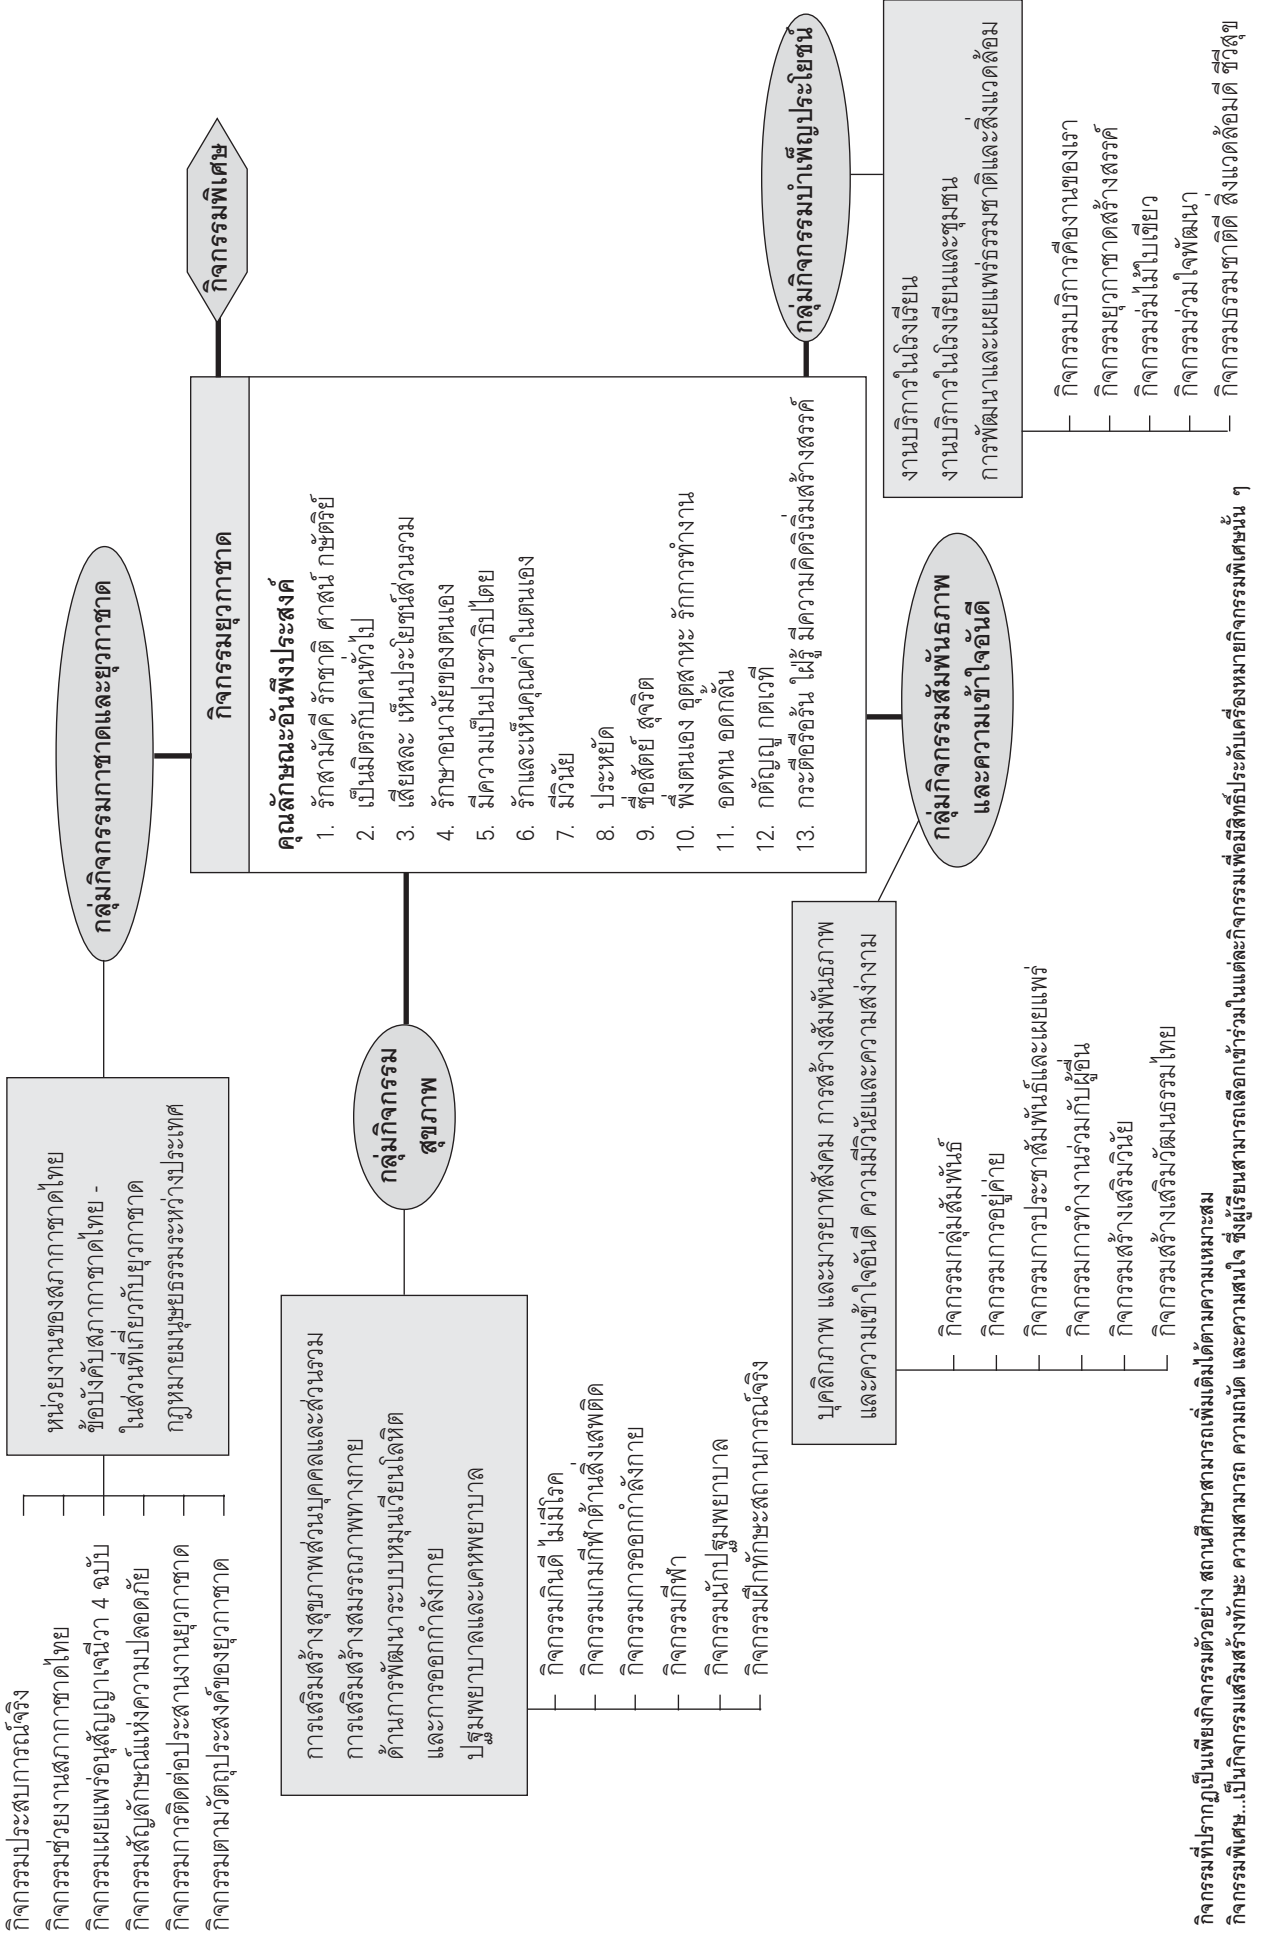 กิจกรรมยุวกาชาด
คุณลักษณะอันพึงประสงค์
1. รักสามัคคี รักชาติ ศาสน์ กษัตริย์
2. เป็นมิตรกับคนทั่วไป
3. เสียสละ เห็นประโยชน์ส่วนรวม
4. รักษาอนามัยของตนเอง
5. มีความเป็นประชาธิปไตย
6. รักและเห็นคุณค่าในตนเอง
7. มีวินัย
8. ประหยัด
9. ซื่อสัตย์ สุจริต
10. พึ่งตนเอง อุตสาหะ รักการทำงาน
11. อดทน อดกลั้น
12. กตัญญู กตเวที
13. กระตือรือร้น ใฝ่รู้ มีความคิดริเริ่มสร้างสรรค์
กิจกรรมพิเศษ
กลุ่มกิจกรรมกาชาดและยุวกาชาด
หน่วยงานของสภากาชาดไทย
ข้อบังคับสภากาชาดไทย -
ในส่วนที่เกี่ยวกับยุวกาชาด
กฎหมายมนุษยธรรมระหว่างประเทศ
กิจกรรมประสบการณ์จริง
กิจกรรมช่วยงานสภากาชาดไทย
กิจกรรมเผยแพร่อนุสัญญาเจนีวา 4 ฉบับ
กิจกรรมสัญลักษณ์แห่งความปลอดภัย
กิจกรรมการติดต่อประสานงานยุวกาชาด
กิจกรรมตามวัตถุประสงค์ของยุวกาชาด
กลุ่มกิจกรรม
สุขภาพ
การเสริมสร้างสุขภาพส่วนบุคคลและส่วนรวม
การเสริมสร้างสมรรถภาพทางกาย
ด้านการพัฒนาระบบหมุนเวียนโลหิต
และการออกกำลังกาย
ปฐมพยาบาลและเคหพยาบาล
กิจกรรมกินดี ไม่มีโรค
กิจกรรมเกมกีฬาต้านสิ่งเสพติด
กิจกรรมการออกกำลังกาย
กิจกรรมกีฬา
กิจกรรมนักปฐมพยาบาล
กิจกรรมฝึกทักษะสถานการณ์จริง
กลุ่มกิจกรรมสัมพันธภาพ
และความเข้าใจอันดี
บุคลิกภาพ และมารยาทสังคม การสร้างสัมพันธภาพ
และความเข้าใจอันดี ความมีวินัยและความสง่างาม
กิจกรรมกลุ่มสัมพันธ์
กิจกรรมการอยู่ค่าย
กิจกรรมการประชาสัมพันธ์และเผยแพร่
กิจกรรมการทำงานร่วมกับผู้อื่น
กิจกรรมสร้างเสริมวินัย
กิจกรรมสร้างเสริมวัฒนธรรมไทย
กลุ่มกิจกรรมบำเพ็ญประโยชน์
งานบริการในโรงเรียน
งานบริการในโรงเรียนและชุมชน
การพัฒนาและเผยแพร่ธรรมชาติและสิ่งแวดล้อม
กิจกรรมบริการคืองานของเรา
กิจกรรมยุวกาชาดสร้างสรรค์
กิจกรรมร่มไม้ใบเขียว
กิจกรรมร่วมใจพัฒนา
กิจกรรมธรรมชาติดี สิ่งแวดล้อมดี ชีวีสุข
กิจกรรมที่ปรากฏเป็นเพียงกิจกรรมตัวอย่าง สถานศึกษาสามารถเพิ่มเติมได้ตามความเหมาะสม
กิจกรรมพิเศษ...เป็นกิจกรรมเสริมสร้างทักษะ ความสามารถ ความถนัด และความสนใจ ซึ่งผู้เรียนสามารถเลือกเข้าร่วมในแต่ละกิจกรรมเพื่อมีสิทธิ์ประดับเครื่องหมายกิจกรรมพิเศษนั้น ๆ